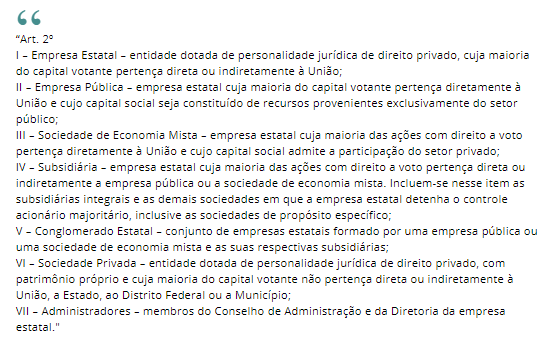 “Art. 2º
I – Empresa Estatal – entidade dotada de personalidade jurídica de direito privado, cuja maioria
do capital votante pertença direta ou indiretamente à União;
II – Empresa Pública – empresa estatal cuja maioria do capital votante pertença diretamente à
União e cujo capital social seja constituído de recursos provenientes exclusivamente do setor
público;
III – Sociedade de Economia Mista – empresa estatal cuja maioria das ações com direito a voto
pertença diretamente à União e cujo capital social admite a participação do setor privado;
IV – Subsidiária – empresa estatal cuja maioria das ações com direito a voto pertença direta ou
indiretamente a empresa pública ou a sociedade de economia mista. Incluem-se nesse item as
subsidiárias integrais e as demais sociedades em que a empresa estatal detenha o controle
acionário majoritário, inclusive as sociedades de propósito específico;
V – Conglomerado Estatal – conjunto de empresas estatais formado por uma empresa pública ou
uma sociedade de economia mista e as suas respectivas subsidiárias;
VI – Sociedade Privada – entidade dotada de personalidade jurídica de direito privado, com
patrimônio próprio e cuja maioria do capital votante não pertença direta ou indiretamente à
União, a Estado, ao Distrito Federal ou a Município;
VII – Administradores – membros do Conselho de Administração e da Diretoria da empresa
estatal."